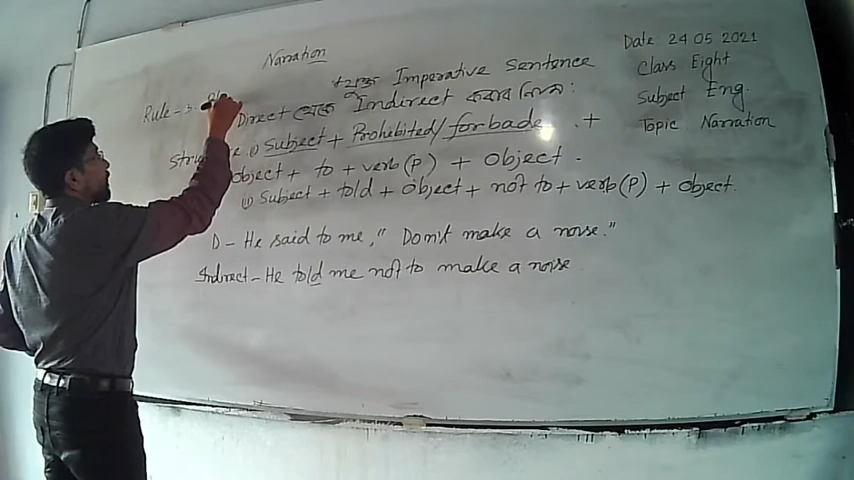 Narration
Date 24 05 2021
Class Eight
Subject Eng.
Topic Narration
Rule-3. Imperative Sentence
Direct থেকে Indirect করার নিয়ম:
(i) Subject + Prohibited/forbade +
object + to + verb (p) + object.
(ii) Subject + told + object + not to + verb (P) + object.
D - He said to me, " Don't make a noise."
Indirect - He told me not to make a noise